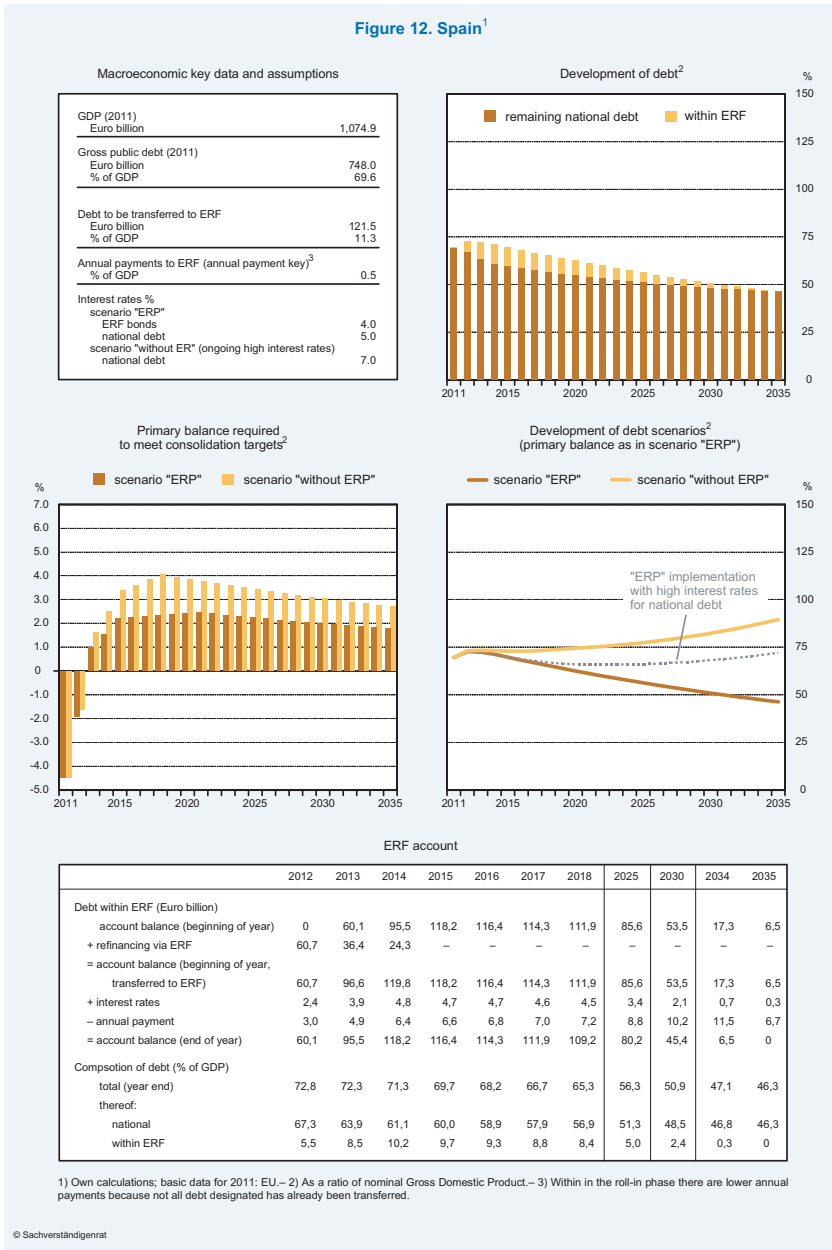 Figure 12. Spain1
Macroeconomic key data and assumptions
GDP (2011)
Euro billion 1,074.9
Gross public debt (2011)
Euro billion 748.0
% of GDP 69.6
Debt to be transferred to ERF
Euro billion 121.5
% of GDP 11.3
Annual payments to ERF (annual payment key)3
% of GDP 0.5
Interest rates %
scenario "ERP"
ERF bonds 4.0
national debt 5.0
scenario "without ER" (ongoing high interest rates)
national debt 7.0
Development of debt2
%
remaining national debt within ERF
150
125
100
75
50
25
0
2011 2015 2020 2025 2030 2035
Primary balance required
to meet consolidation targets2
scenario "ERP" scenario "without ERP"
%
7.0
6.0
5.0
4.0
3.0
2.0
1.0
0
-1.0
-2.0
-3.0
-4.0
-5.0
2011 2015 2020 2025 2030 2035
Development of debt scenarios2
(primary balance as in scenario "ERP")
scenario "ERP" scenario "without ERP"
%
150
125
100
75
50
25
0
"ERP" implementation
with high interest rates
for national debt
2011 2015 2020 2025 2030 2035
ERF account
2012 2013 2014 2015 2016 2017 2018 2025 2030 2034 2035
Debt within ERF (Euro billion)
account balance (beginning of year) 0 60,1 95,5 118,2 116,4 114,3 111,9 85,6 53,5 17,3 6,5
+ refinancing via ERF 60,7 36,4 24,3 – – – – – – – –
= account balance (beginning of year,
transferred to ERF) 60,7 96,6 119,8 118,2 116,4 114,3 111,9 85,6 53,5 17,3 6,5
+ interest rates 2,4 3,9 4,8 4,7 4,7 4,6 4,5 3,4 2,1 0,7 0,3
– annual payment 3,0 4,9 6,4 6,6 6,8 7,0 7,2 8,8 10,2 11,5 6,7
= account balance (end of year) 60,1 95,5 118,2 116,4 114,3 111,9 109,2 80,2 45,4 6,5 0
Compsotion of debt (% of GDP)
total (year end) 72,8 72,3 71,3 69,7 68,2 66,7 65,3 56,3 50,9 47,1 46,3
thereof:
national 67,3 63,9 61,1 60,0 58,9 57,9 56,9 51,3 48,5 46,8 46,3
within ERF 5,5 8,5 10,2 9,7 9,3 8,8 8,4 5,0 2,4 0,3 0
1) Own calculations; basic data for 2011: EU.– 2) As a ratio of nominal Gross Domestic Product.– 3) Within in the roll-in phase there are lower annual
payments because not all debt designated has already been transferred.
© Sachverständigenrat